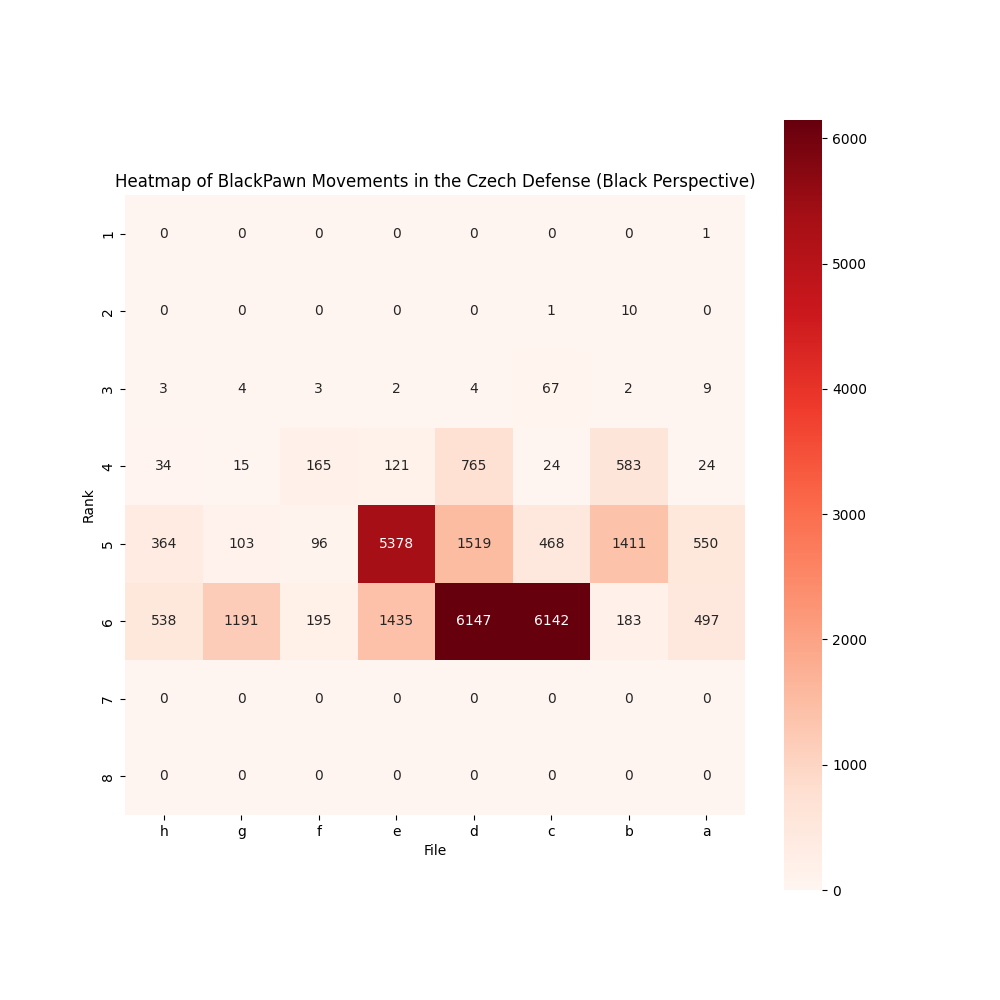 Heatmap of BlackPawn Movements in the Czech Defense (Black Perspective)
Rank
1 0 0 0 0 0 0 0 1
2 0 0 0 0 0 1 10 0
3 3 4 3 2 4 67 2 9
4 34 15 165 121 765 24 583 24
5 364 103 96 5378 1519 468 1411 550
6 538 1191 195 1435 6147 6142 183 497
7 0 0 0 0 0 0 0 0
8 0 0 0 0 0 0 0 0
h g f e d c b a
File
6000
5000
4000
3000
2000
1000
0